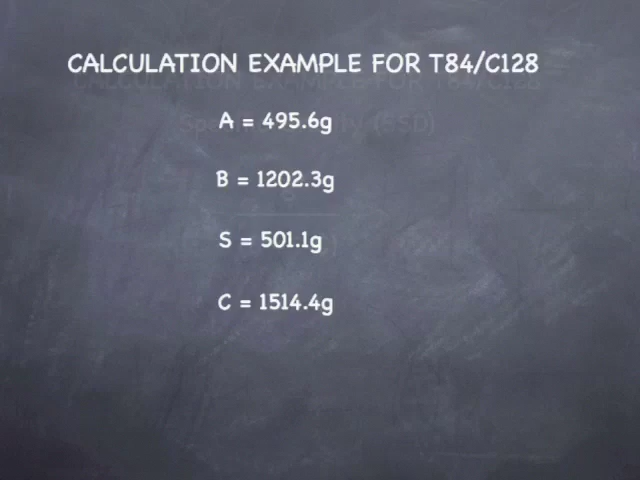 CALCULATION EXAMPLE FOR T84/C128
A = 495.6g
B = 1202.3g
S = 501.1g
C = 1514.4g